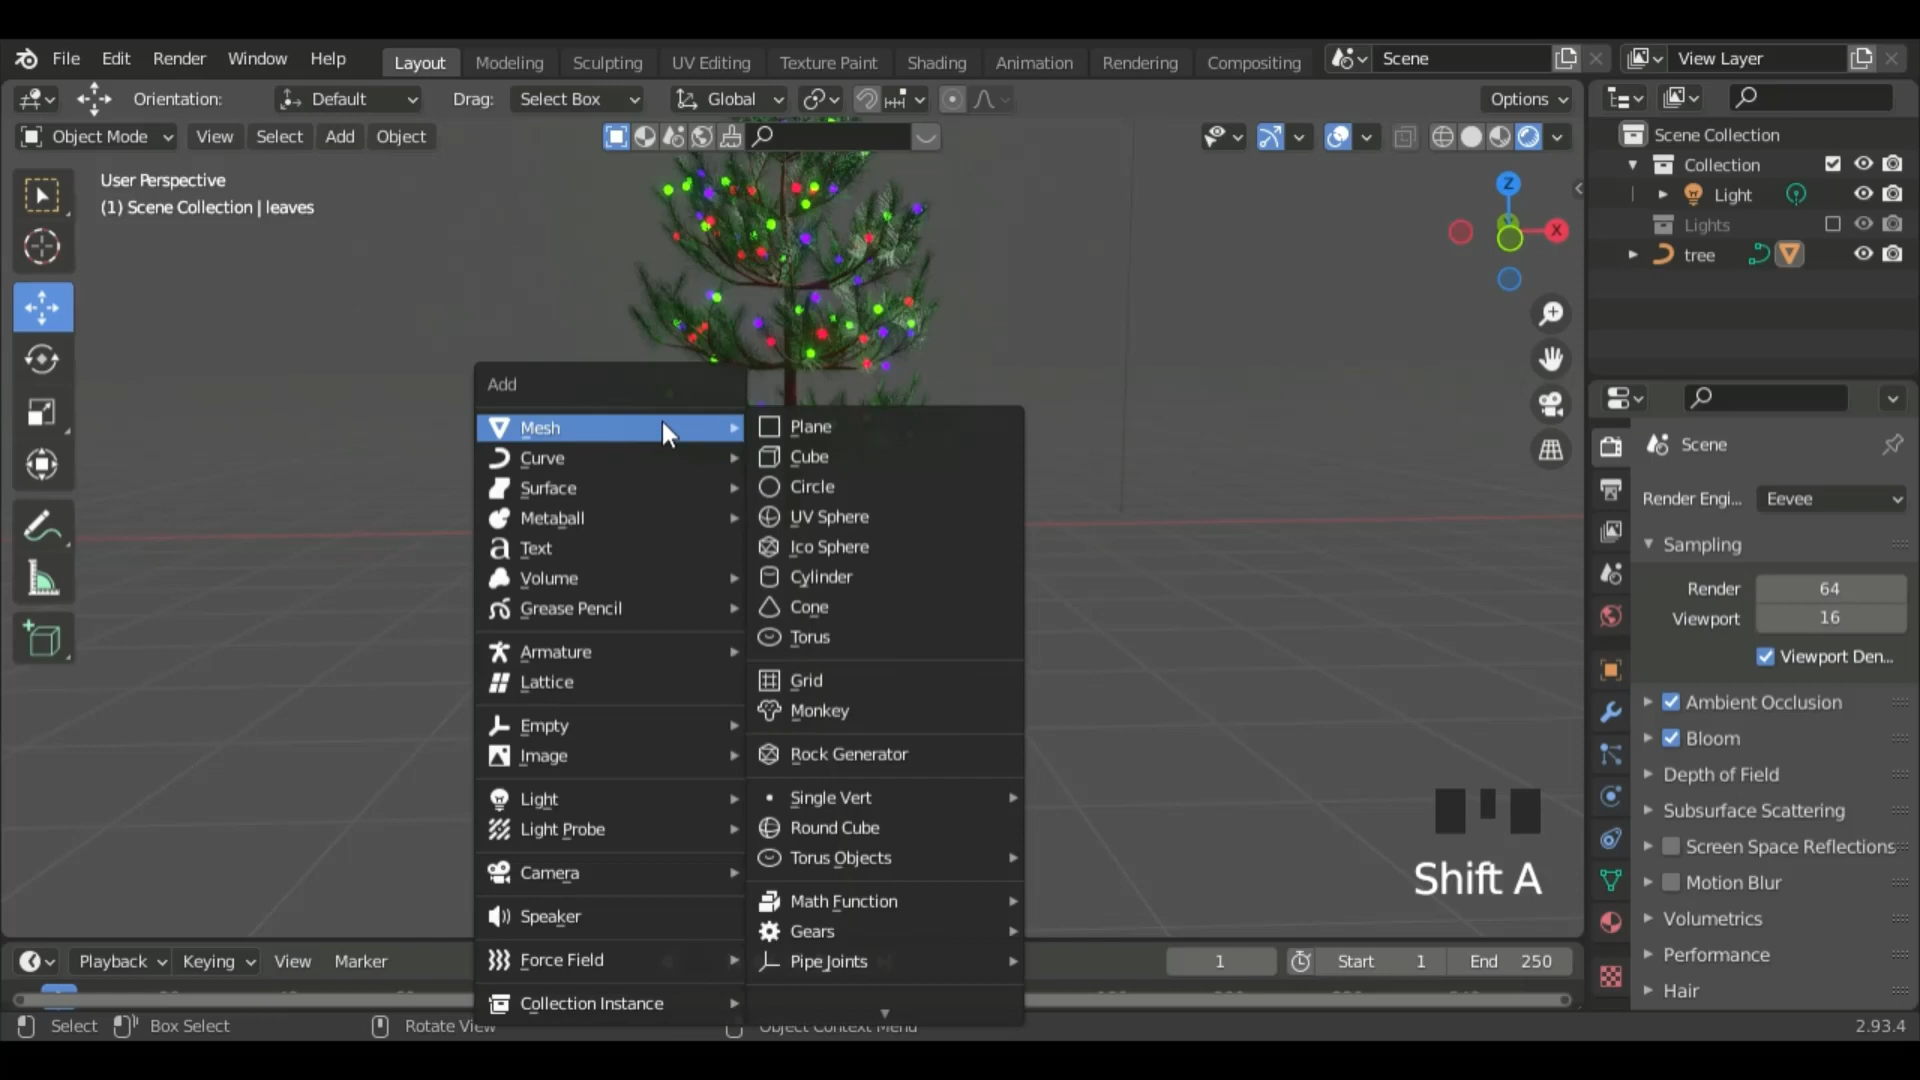 File Edit Render Window Help Layout Modeling Sculpting UV Editing Texture Paint Shading Animation Rendering Compositing Scene View Layer
Orientation: Default Drag: Select Box Global Options
Object Mode View Select Add Object
User Perspective
(1) Scene Collection | leaves
Z
X
Scene Collection
Collection
Light
Lights
tree
Add
Mesh
Curve
Surface
Metaball
Text
Volume
Grease Pencil
Armature
Lattice
Empty
Image
Light
Light Probe
Camera
Speaker
Force Field
Collection Instance
Plane
Cube
Circle
UV Sphere
Ico Sphere
Cylinder
Cone
Torus
Grid
Monkey
Rock Generator
Single Vert
Round Cube
Torus Objects
Math Function
Gears
Pipe Joints
Shift A
Scene
Render Engi... Eevee
Sampling
Render 64
Viewport 16
Viewport Den...
Ambient Occlusion
Bloom
Depth of Field
Subsurface Scattering
Screen Space Reflections
Motion Blur
Volumetrics
Performance
Hair
Playback Keying View Marker 1 Start 1 End 250
Select Box Select Rotate View Object Context Menu 2.93.4